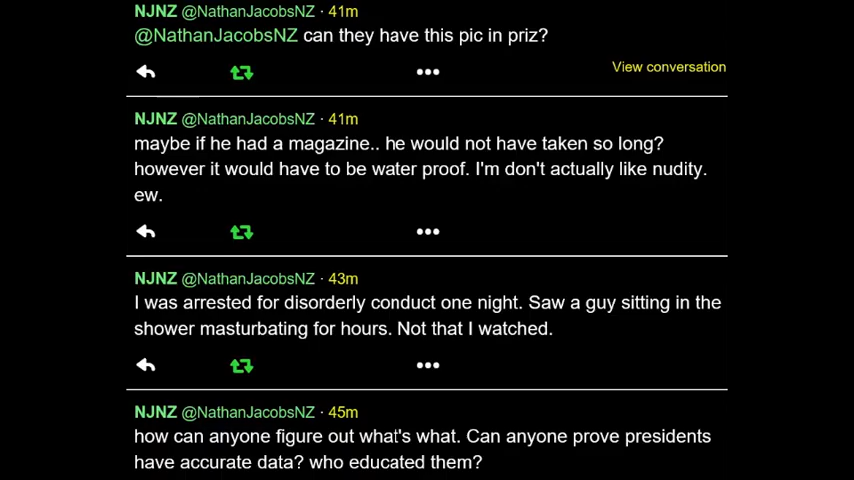 NJNZ @NathanJacobsNZ · 41m
@NathanJacobsNZ can they have this pic in priz?
View conversation
NJNZ @NathanJacobsNZ · 41m
maybe if he had a magazine.. he would not have taken so long?
however it would have to be water proof. I'm don't actually like nudity.
ew.
NJNZ @NathanJacobsNZ · 43m
I was arrested for disorderly conduct one night. Saw a guy sitting in the
shower masturbating for hours. Not that I watched.
NJNZ @NathanJacobsNZ · 45m
how can anyone figure out what's what. Can anyone prove presidents
have accurate data? who educated them?